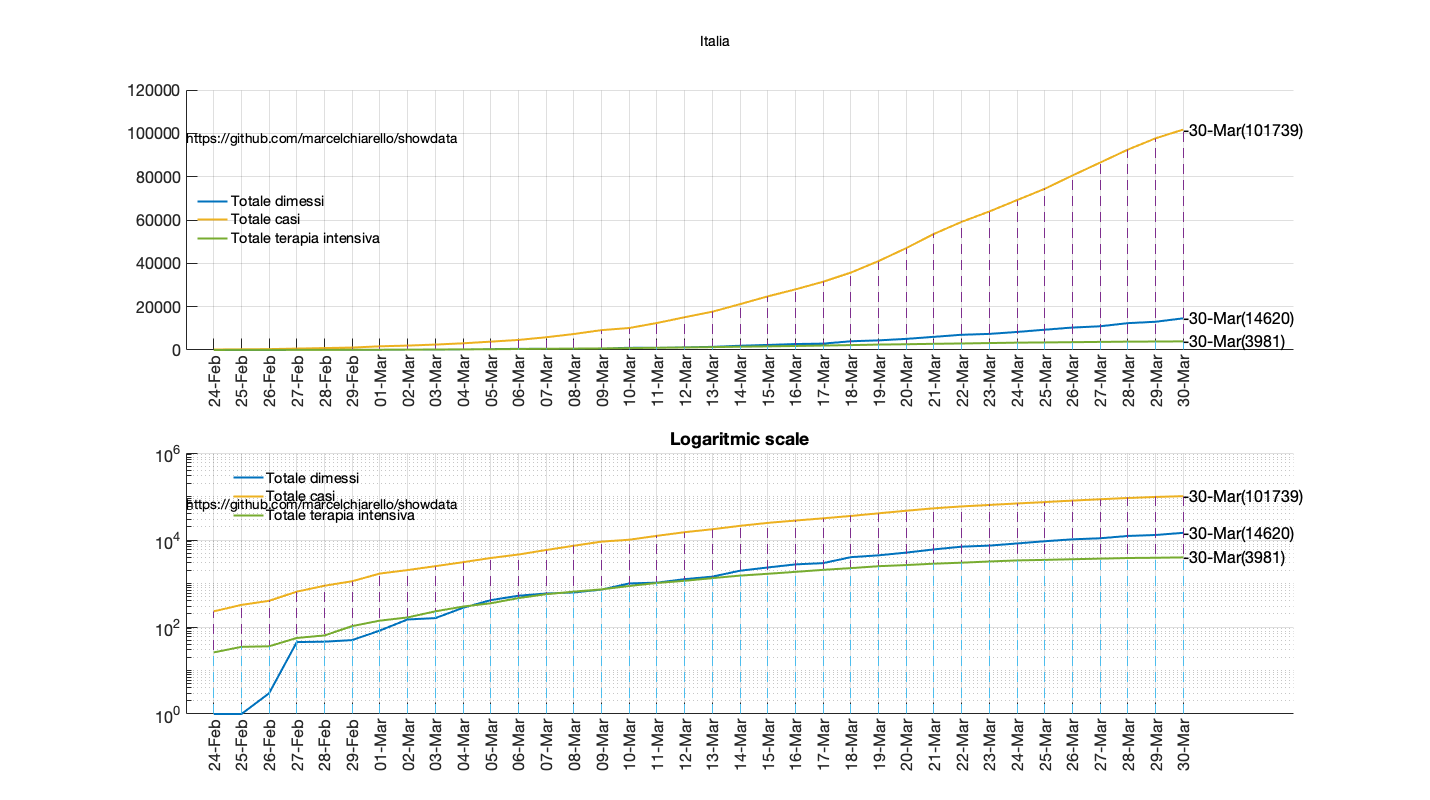 Italia
120000
100000
80000
60000
40000
20000
0
https://github.com/marcelchiarello/showdata
Totale dimessi
Totale casi
Totale terapia intensiva
-30-Mar(101739)
-30-Mar(14620)
-30-Mar(3981)
24-Feb
25-Feb
26-Feb
27-Feb
28-Feb
29-Feb
01-Mar
02-Mar
03-Mar
04-Mar
05-Mar
06-Mar
07-Mar
08-Mar
09-Mar
10-Mar
11-Mar
12-Mar
13-Mar
14-Mar
15-Mar
16-Mar
17-Mar
18-Mar
19-Mar
20-Mar
21-Mar
22-Mar
23-Mar
24-Mar
25-Mar
26-Mar
27-Mar
28-Mar
29-Mar
30-Mar
Logaritmic scale
10^6
10^4
10^2
10^0
Totale dimessi
Totale casi
https://github.com/marcelchiarello/showdata
Totale terapia intensiva
-30-Mar(101739)
-30-Mar(14620)
-30-Mar(3981)
24-Feb
25-Feb
26-Feb
27-Feb
28-Feb
29-Feb
01-Mar
02-Mar
03-Mar
04-Mar
05-Mar
06-Mar
07-Mar
08-Mar
09-Mar
10-Mar
11-Mar
12-Mar
13-Mar
14-Mar
15-Mar
16-Mar
17-Mar
18-Mar
19-Mar
20-Mar
21-Mar
22-Mar
23-Mar
24-Mar
25-Mar
26-Mar
27-Mar
28-Mar
29-Mar
30-Mar